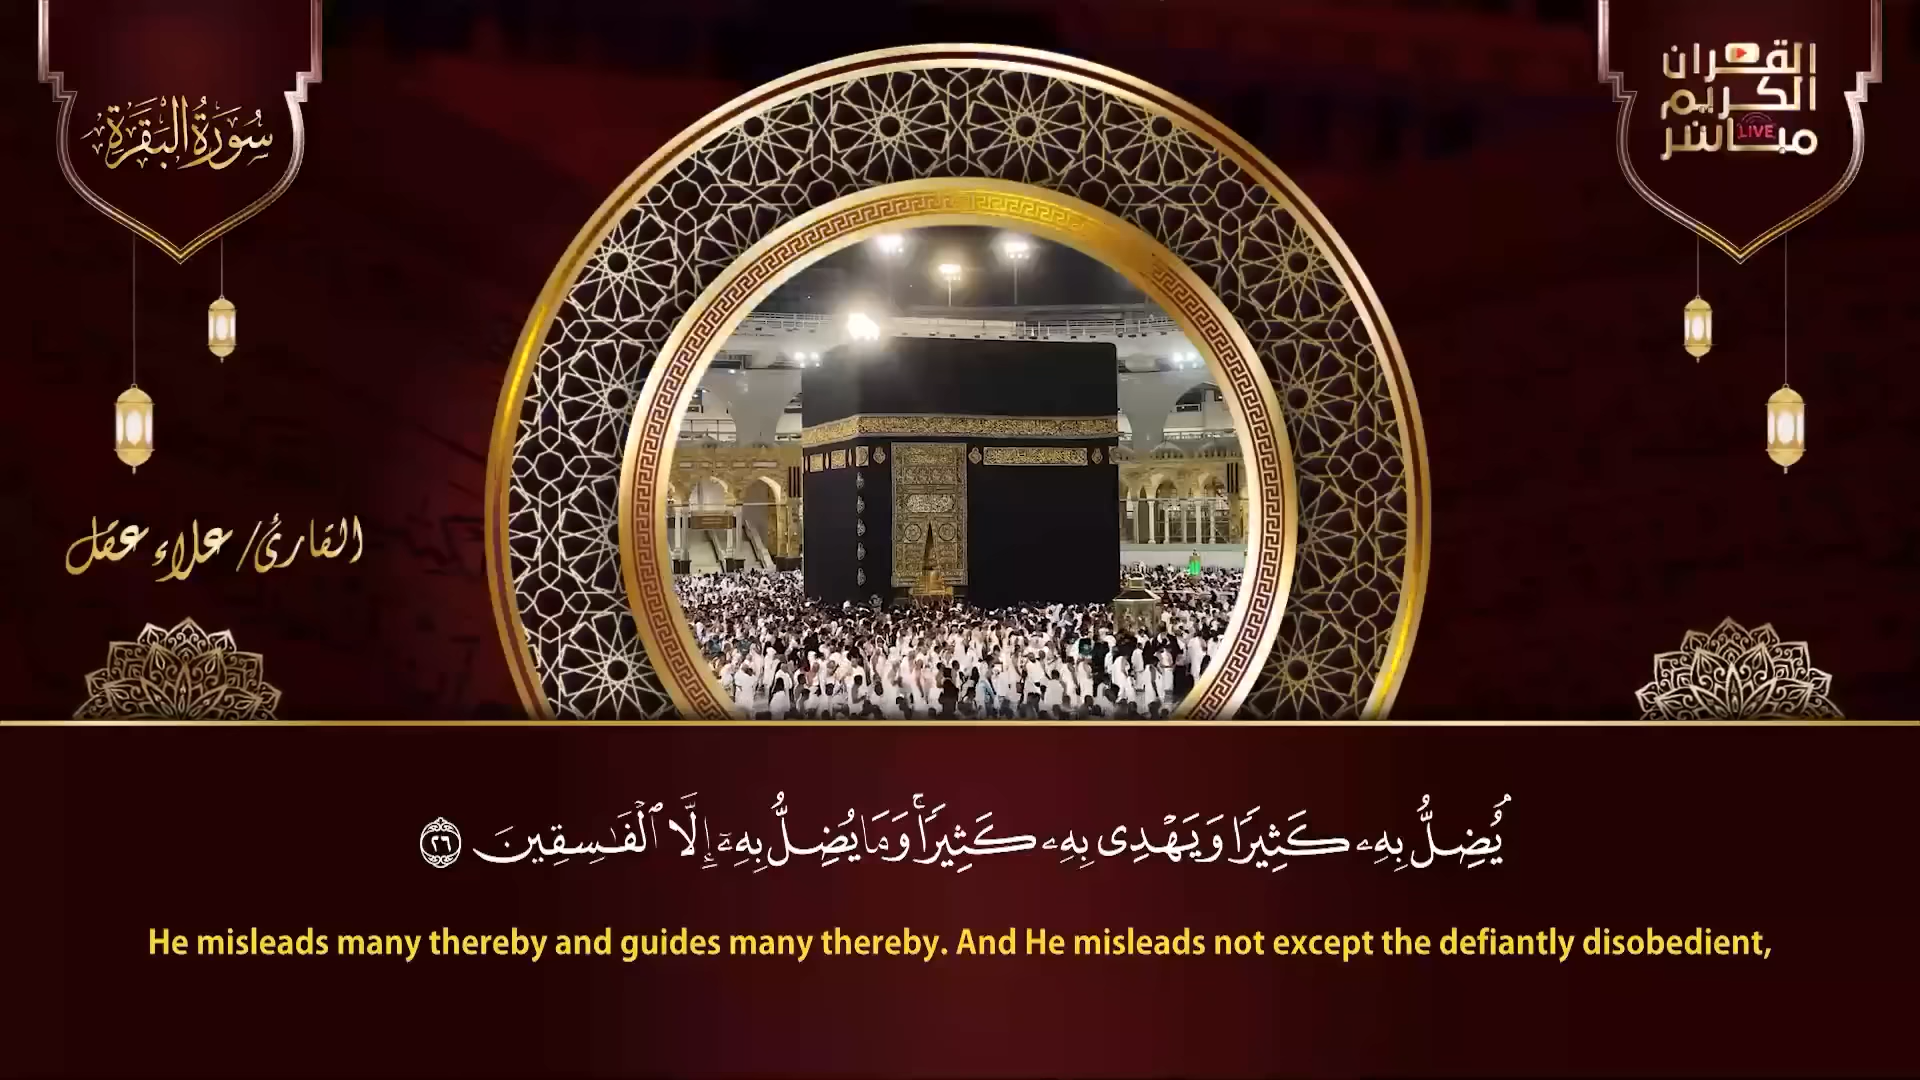 سُورَةُ البَقَرَةِ
القران
الكريم
مباشر
LIVE
القارئ/ علاء عقل
يُضِلُّ بِهِۦ كَثِيرًا وَيَهْدِى بِهِۦ كَثِيرًاۚ وَمَا يُضِلُّ بِهِۦٓ إِلَّا ٱلْفَـٰسِقِينَ ٢٦
He misleads many thereby and guides many thereby. And He misleads not except the defiantly disobedient,